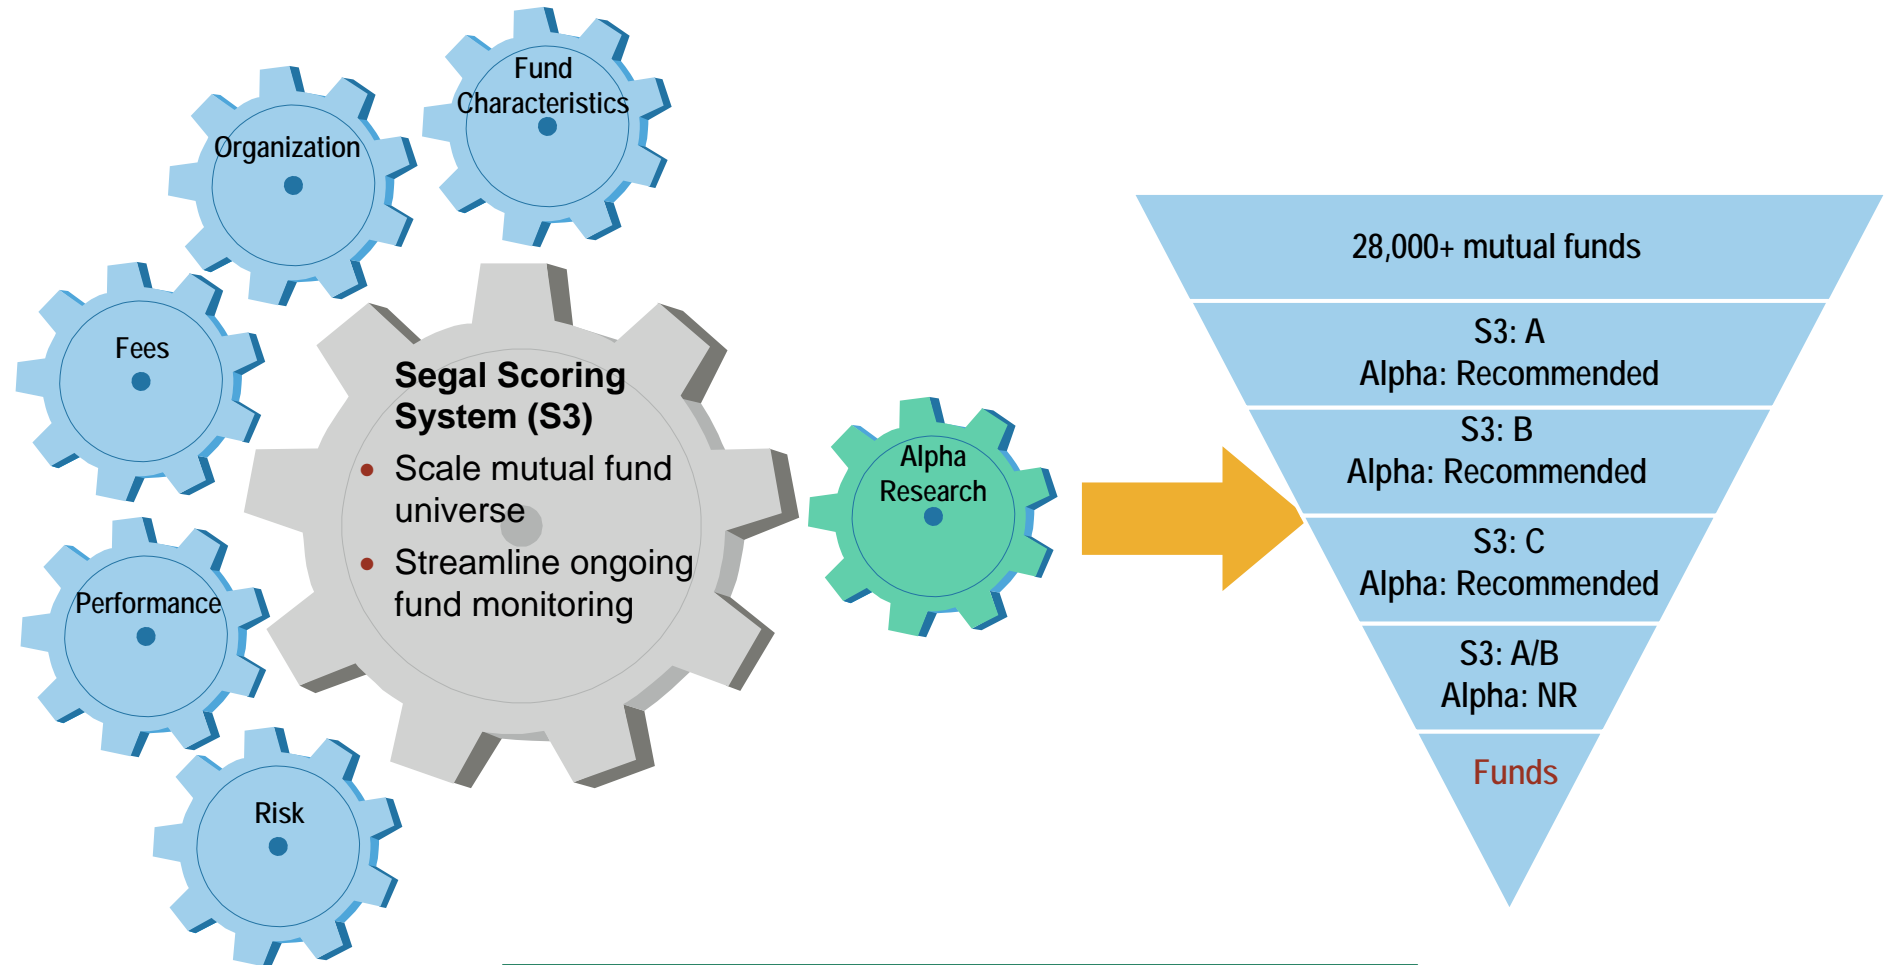 Fund
Characteristics
Organization
Fees
Performance
Risk
Segal Scoring
System (S3)
• Scale mutual fund
universe
• Streamline ongoing
fund monitoring
Alpha
Research
28,000+ mutual funds
S3: A
Alpha: Recommended
S3: B
Alpha: Recommended
S3: C
Alpha: Recommended
S3: A/B
Alpha: NR
Funds